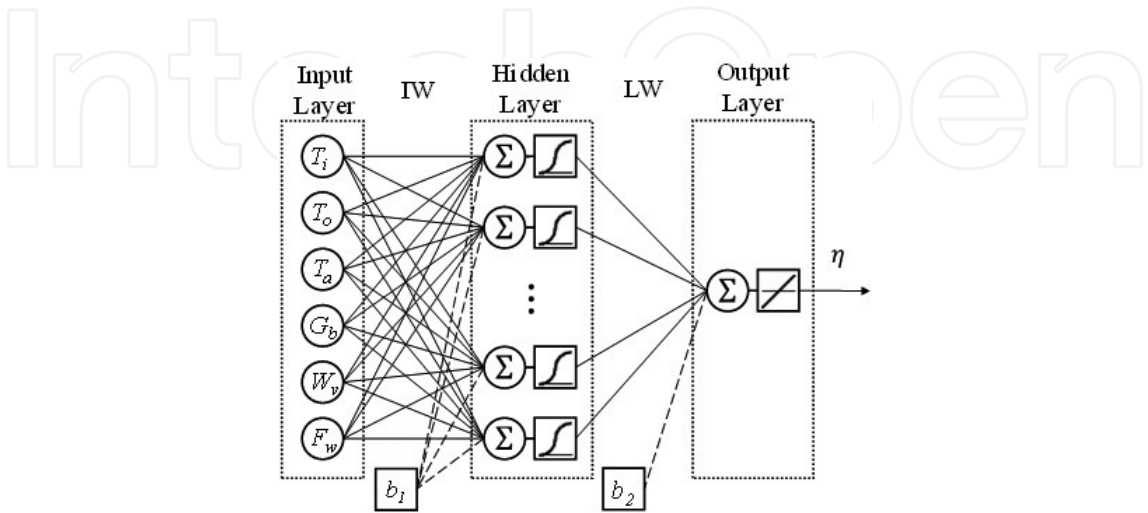 IntechOpen
Input Layer
IW
Hidden Layer
LW
Output Layer
T_i
T_o
T_a
G_b
W_v
F_w
Σ
Σ
Σ
Σ
Σ
η
b_1
b_2